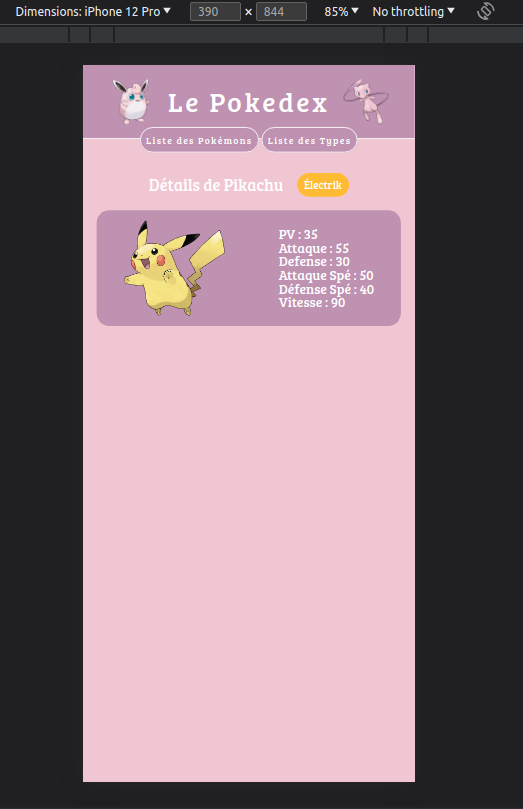 Dimensions: iPhone 12 Pro 390 × 844 85% No throttling
Le Pokedex
Liste des Pokémons Liste des Types
Détails de Pikachu Électrik
PV : 35
Attaque : 55
Defense : 30
Attaque Spé : 50
Défense Spé : 40
Vitesse : 90